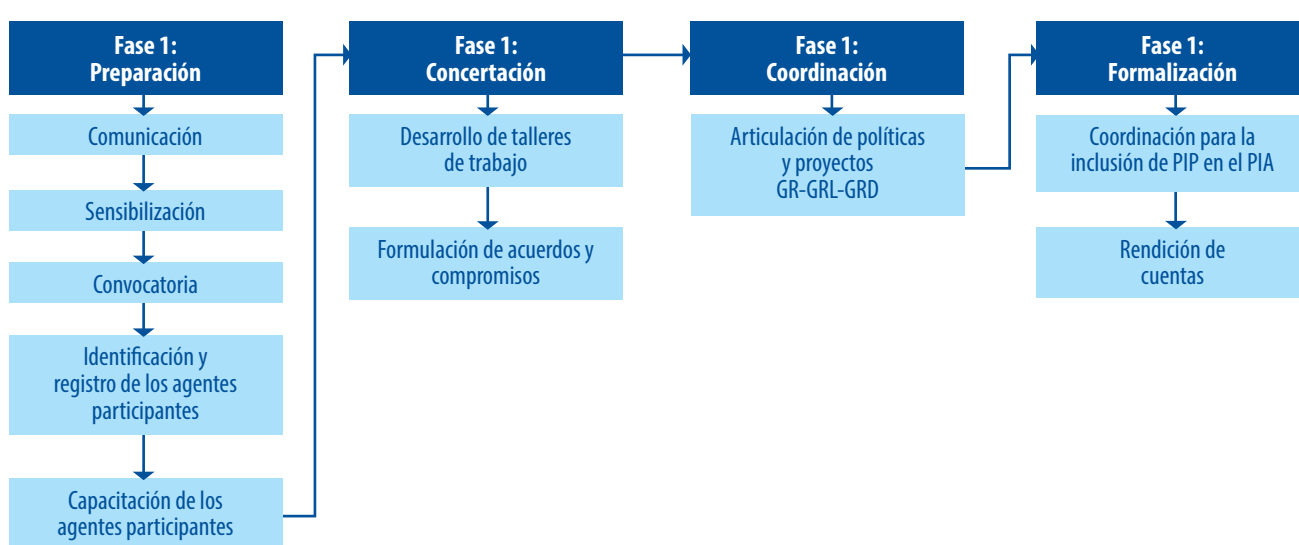 Fase 1:
Preparación
Comunicación
Sensibilización
Convocatoria
Identificación y
registro de los agentes
participantes
Capacitación de los
agentes participantes
Fase 1:
Concertación
Desarrollo de talleres
de trabajo
Formulación de acuerdos y
compromisos
Fase 1:
Coordinación
Articulación de políticas
y proyectos
GR-GRL-GRD
Fase 1:
Formalización
Coordinación para la
inclusión de PIP en el PIA
Rendición de
cuentas